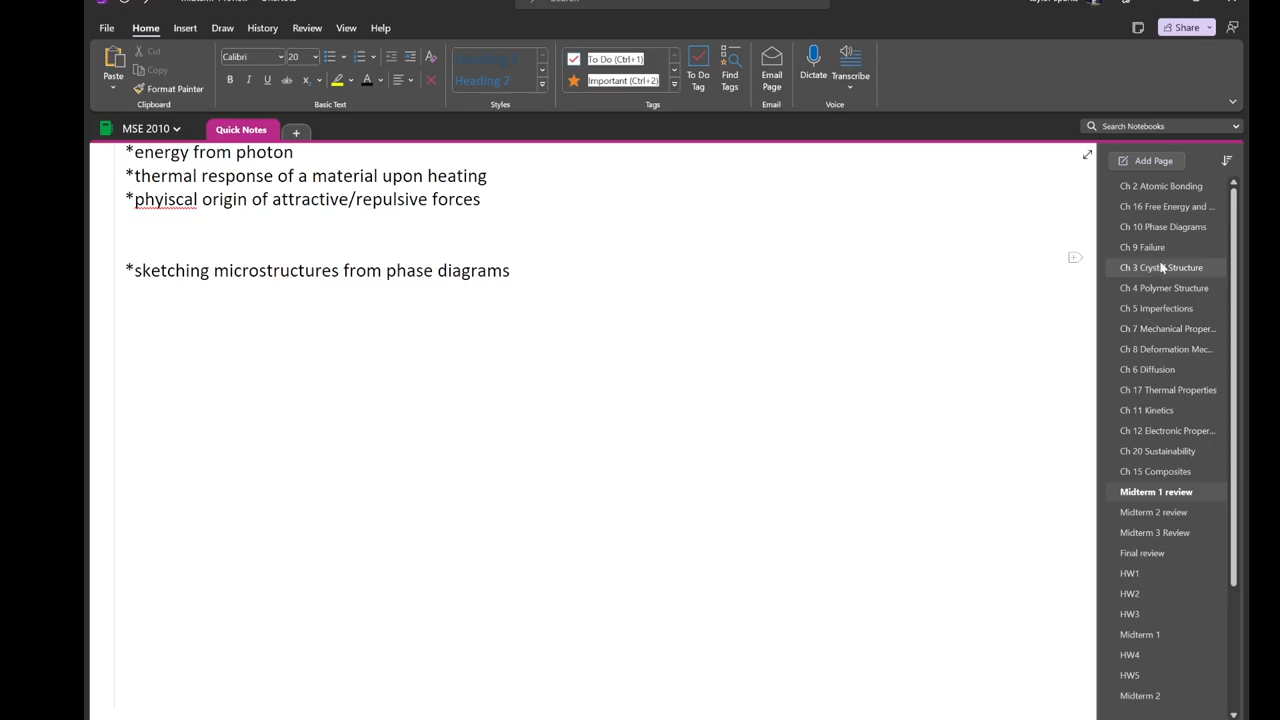 File Home Insert Draw History Review View Help Share
Cut
Copy
Paste
Format Painter
Clipboard
Calibri 20
Basic Text
Heading 1
Heading 2
Styles
To Do (Ctrl+1)
Important (Ctrl+2)
Tags
To Do Tag
Find Tags
Email Page
Email
Dictate
Transcribe
Voice
MSE 2010
Quick Notes
+
Search Notebooks
*energy from photon
*thermal response of a material upon heating
*phyiscal origin of attractive/repulsive forces
*sketching microstructures from phase diagrams
Add Page
Ch 2 Atomic Bonding
Ch 16 Free Energy and ...
Ch 10 Phase Diagrams
Ch 9 Failure
Ch 3 Crystal Structure
Ch 4 Polymer Structure
Ch 5 Imperfections
Ch 7 Mechanical Proper...
Ch 8 Deformation Mec...
Ch 6 Diffusion
Ch 17 Thermal Properties
Ch 11 Kinetics
Ch 12 Electronic Proper...
Ch 20 Sustainability
Ch 15 Composites
Midterm 1 review
Midterm 2 review
Midterm 3 Review
Final review
HW1
HW2
HW3
Midterm 1
HW4
HW5
Midterm 2